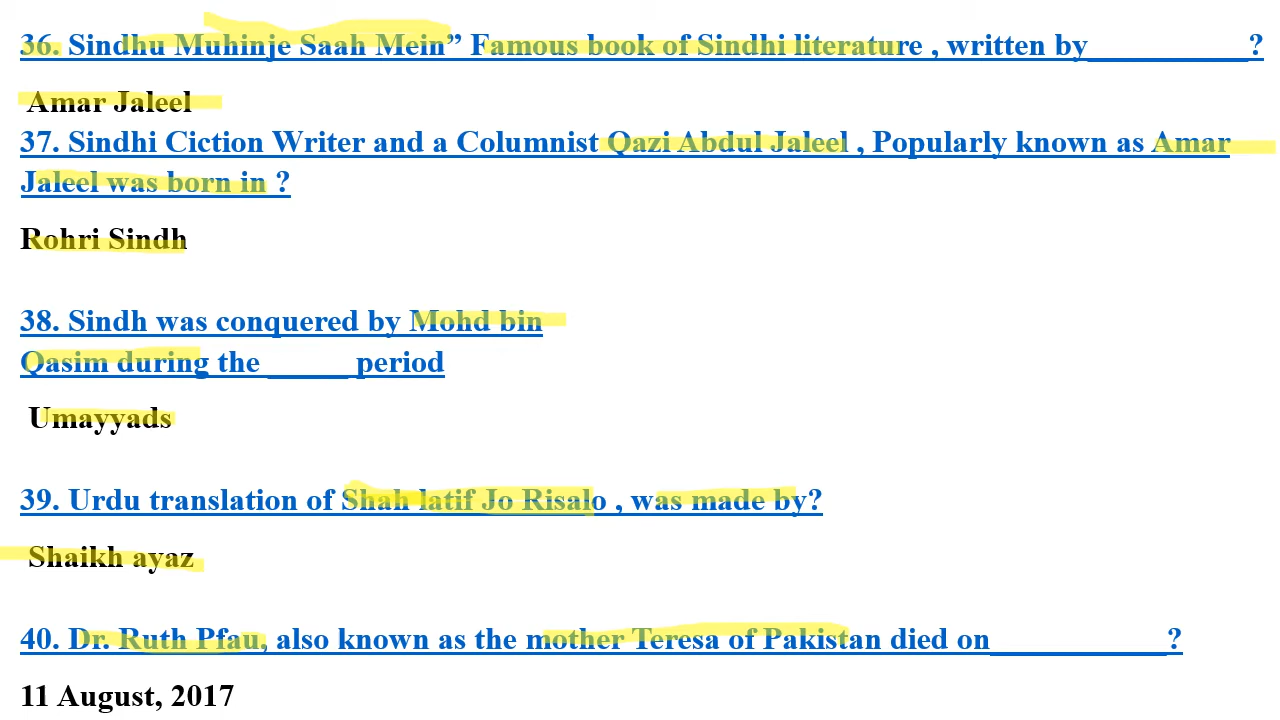 36. Sindhu Muhinje Saah Mein” Famous book of Sindhi literature , written by__________?
Amar Jaleel
37. Sindhi Ciction Writer and a Columnist Qazi Abdul Jaleel , Popularly known as Amar
Jaleel was born in ?
Rohri Sindh
38. Sindh was conquered by Mohd bin
Qasim during the _____ period
Umayyads
39. Urdu translation of Shah latif Jo Risalo , was made by?
Shaikh ayaz
40. Dr. Ruth Pfau, also known as the mother Teresa of Pakistan died on___________?
11 August, 2017